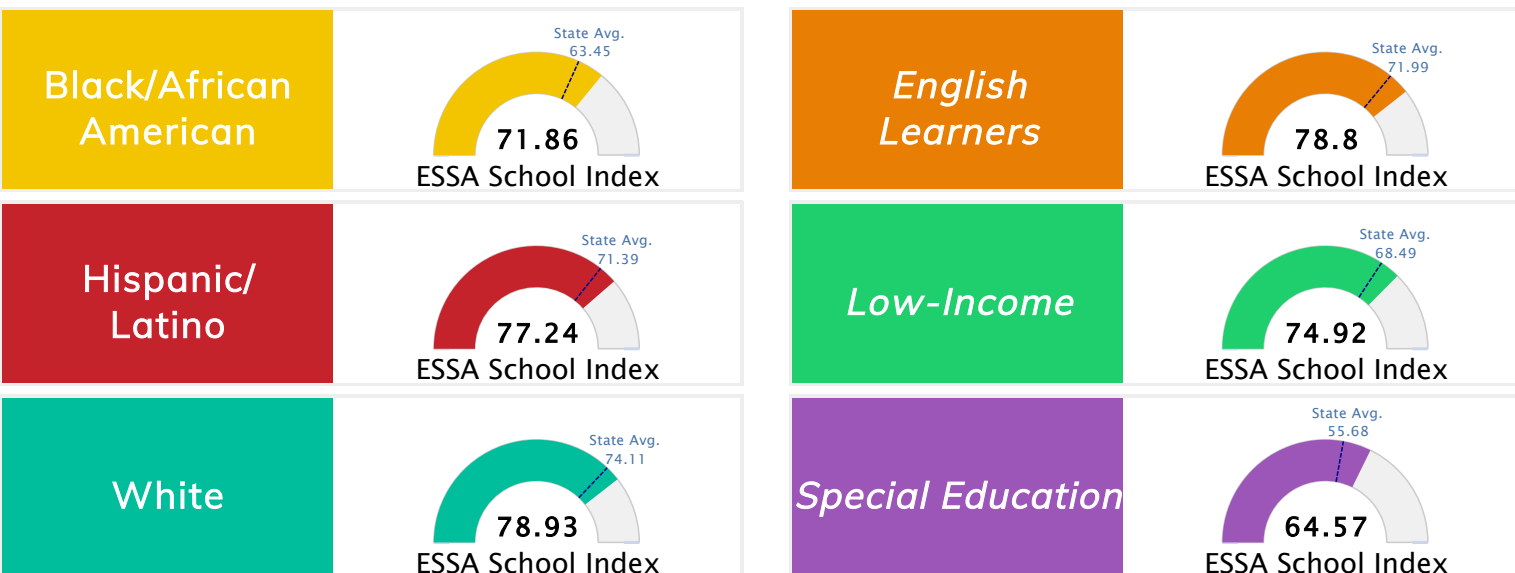 Black/African
American
State Avg.
63.45
71.86
ESSA School Index
English
Learners
State Avg.
71.99
78.8
ESSA School Index
Hispanic/
Latino
State Avg.
71.39
77.24
ESSA School Index
Low-Income
State Avg.
68.49
74.92
ESSA School Index
White
State Avg.
74.11
78.93
ESSA School Index
Special Education
State Avg.
55.68
64.57
ESSA School Index